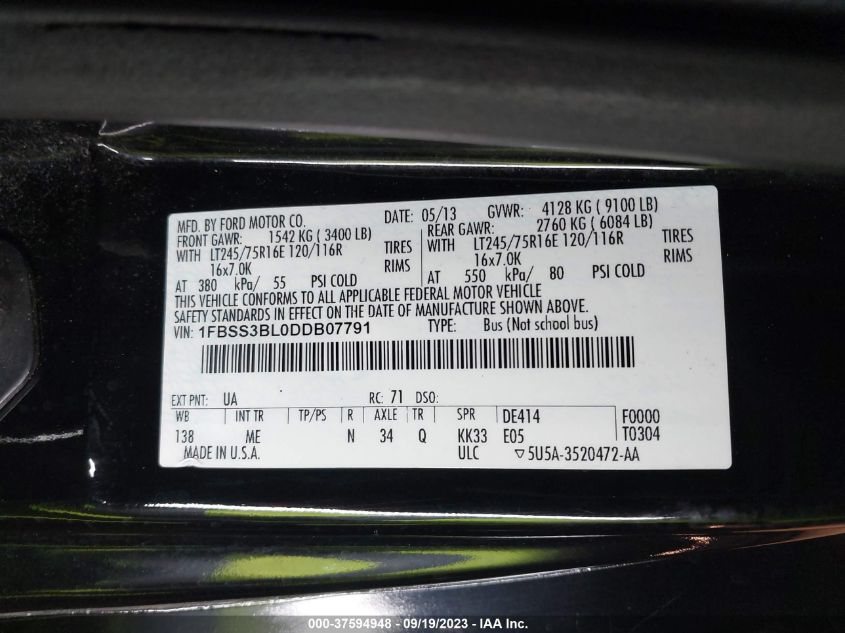 MFD. BY FORD MOTOR CO. DATE: 05/13 GVWR: 4128 KG ( 9100 LB)
FRONT GAWR: 1542 KG ( 3400 LB) REAR GAWR: 2760 KG ( 6084 LB)
WITH LT245/75R16E 120/116R TIRES WITH LT245/75R16E 120/116R TIRES
16x7.0K RIMS 16x7.0K RIMS
AT 380 kPa/ 55 PSI COLD AT 550 kPa/ 80 PSI COLD
THIS VEHICLE CONFORMS TO ALL APPLICABLE FEDERAL MOTOR VEHICLE
SAFETY STANDARDS IN EFFECT ON THE DATE OF MANUFACTURE SHOWN ABOVE.
VIN: 1FBSS3BL0DDB07791 TYPE: Bus (Not school bus)
EXT PNT: UA RC: 71 DSO:
WB INT TR TP/PS R AXLE TR SPR DE414 F0000
138 ME N 34 Q KK33 E05 T0304
MADE IN U.S.A. ULC ▽5U5A-3520472-AA
000-37594948 - 09/19/2023 - IAA Inc.